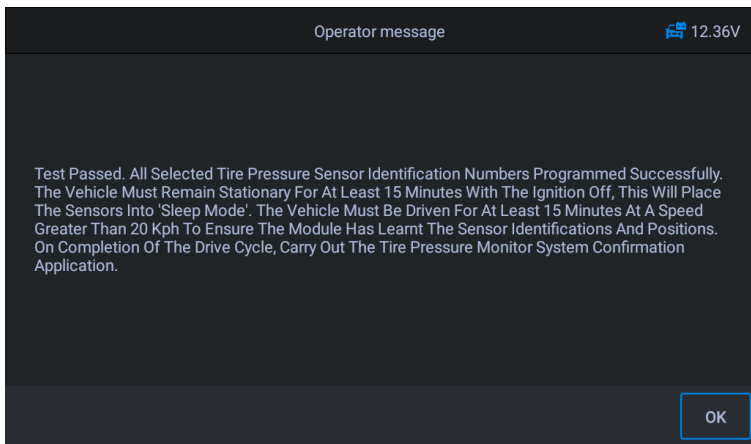 Operator message
12.36V
Test Passed. All Selected Tire Pressure Sensor Identification Numbers Programmed Successfully.
The Vehicle Must Remain Stationary For At Least 15 Minutes With The Ignition Off, This Will Place
The Sensors Into 'Sleep Mode'. The Vehicle Must Be Driven For At Least 15 Minutes At A Speed
Greater Than 20 Kph To Ensure The Module Has Learnt The Sensor Identifications And Positions.
On Completion Of The Drive Cycle, Carry Out The Tire Pressure Monitor System Confirmation
Application.
OK